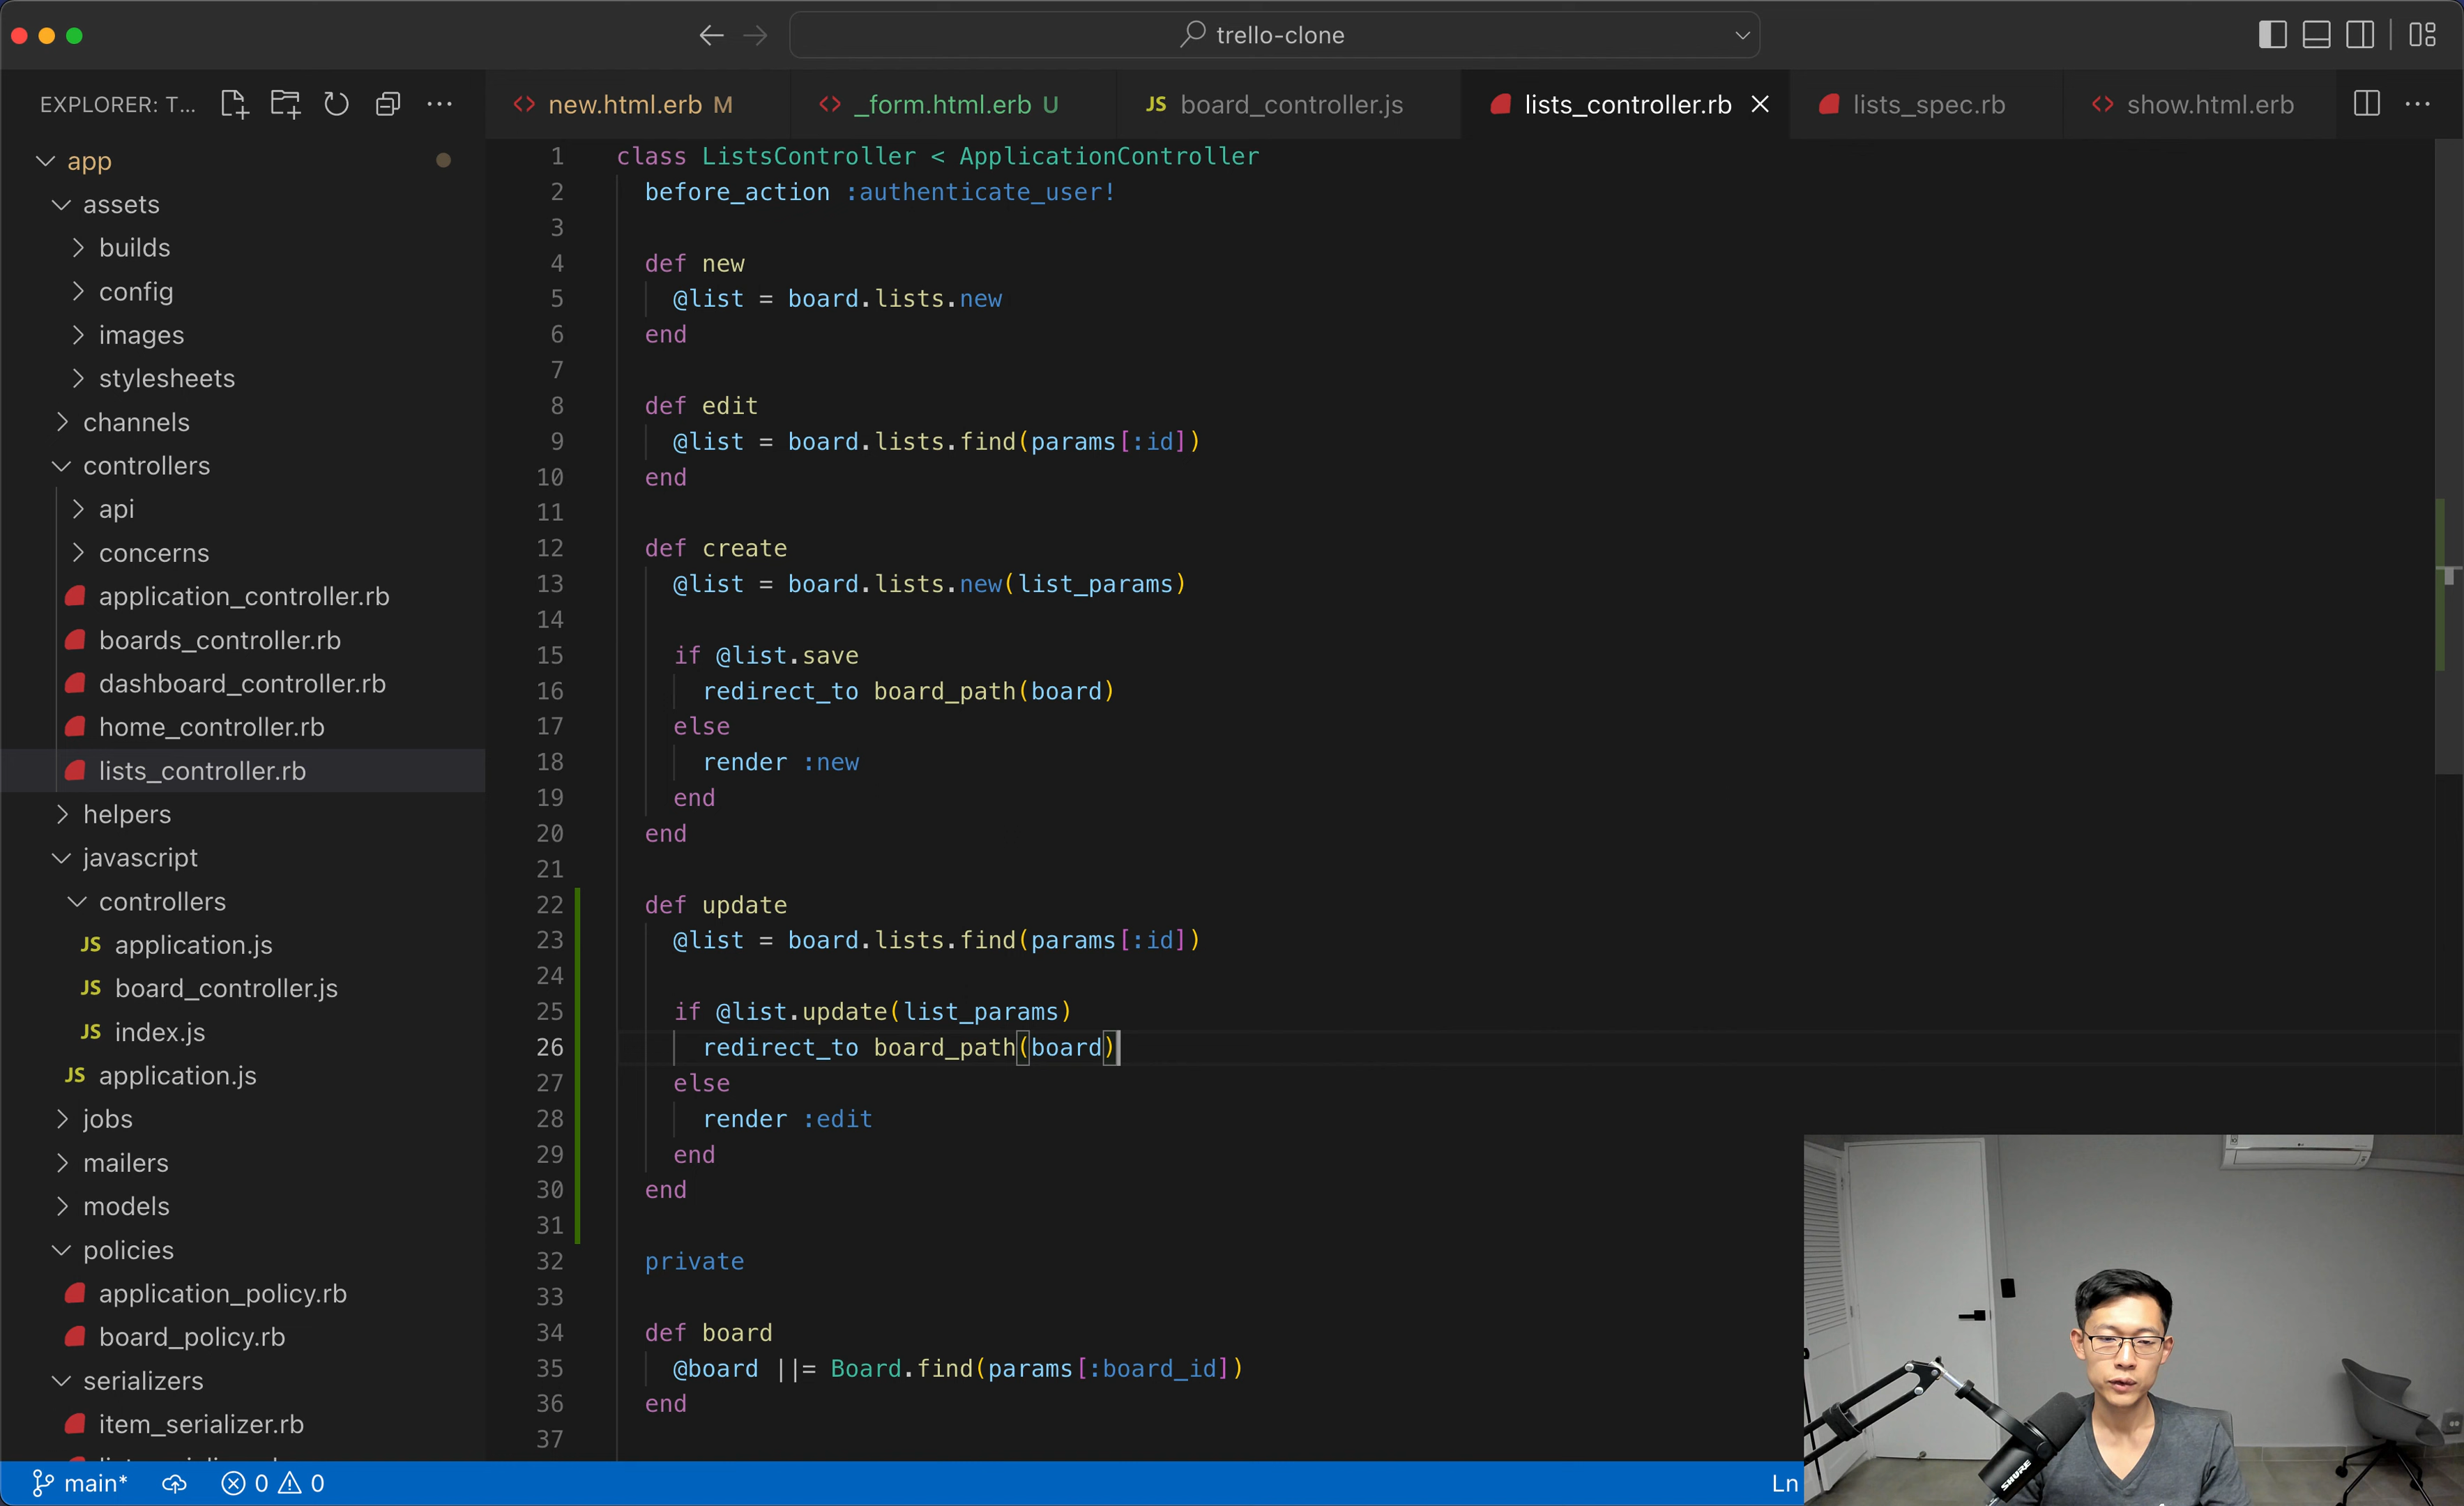 trello-clone
EXPLORER: T...
new.html.erb M
_form.html.erb U
JS board_controller.js
lists_controller.rb
lists_spec.rb
show.html.erb
app
assets
builds
config
images
stylesheets
channels
controllers
api
concerns
application_controller.rb
boards_controller.rb
dashboard_controller.rb
home_controller.rb
lists_controller.rb
helpers
javascript
controllers
JS application.js
JS board_controller.js
JS index.js
JS application.js
jobs
mailers
models
policies
application_policy.rb
board_policy.rb
serializers
item_serializer.rb
1 class ListsController < ApplicationController
2 before_action :authenticate_user!
3
4 def new
5 @list = board.lists.new
6 end
7
8 def edit
9 @list = board.lists.find(params[:id])
10 end
11
12 def create
13 @list = board.lists.new(list_params)
14
15 if @list.save
16 redirect_to board_path(board)
17 else
18 render :new
19 end
20 end
21
22 def update
23 @list = board.lists.find(params[:id])
24
25 if @list.update(list_params)
26 redirect_to board_path(board)
27 else
28 render :edit
29 end
30 end
31
32 private
33
34 def board
35 @board ||= Board.find(params[:board_id])
36 end
37
main* 0 0
Ln
SHURE